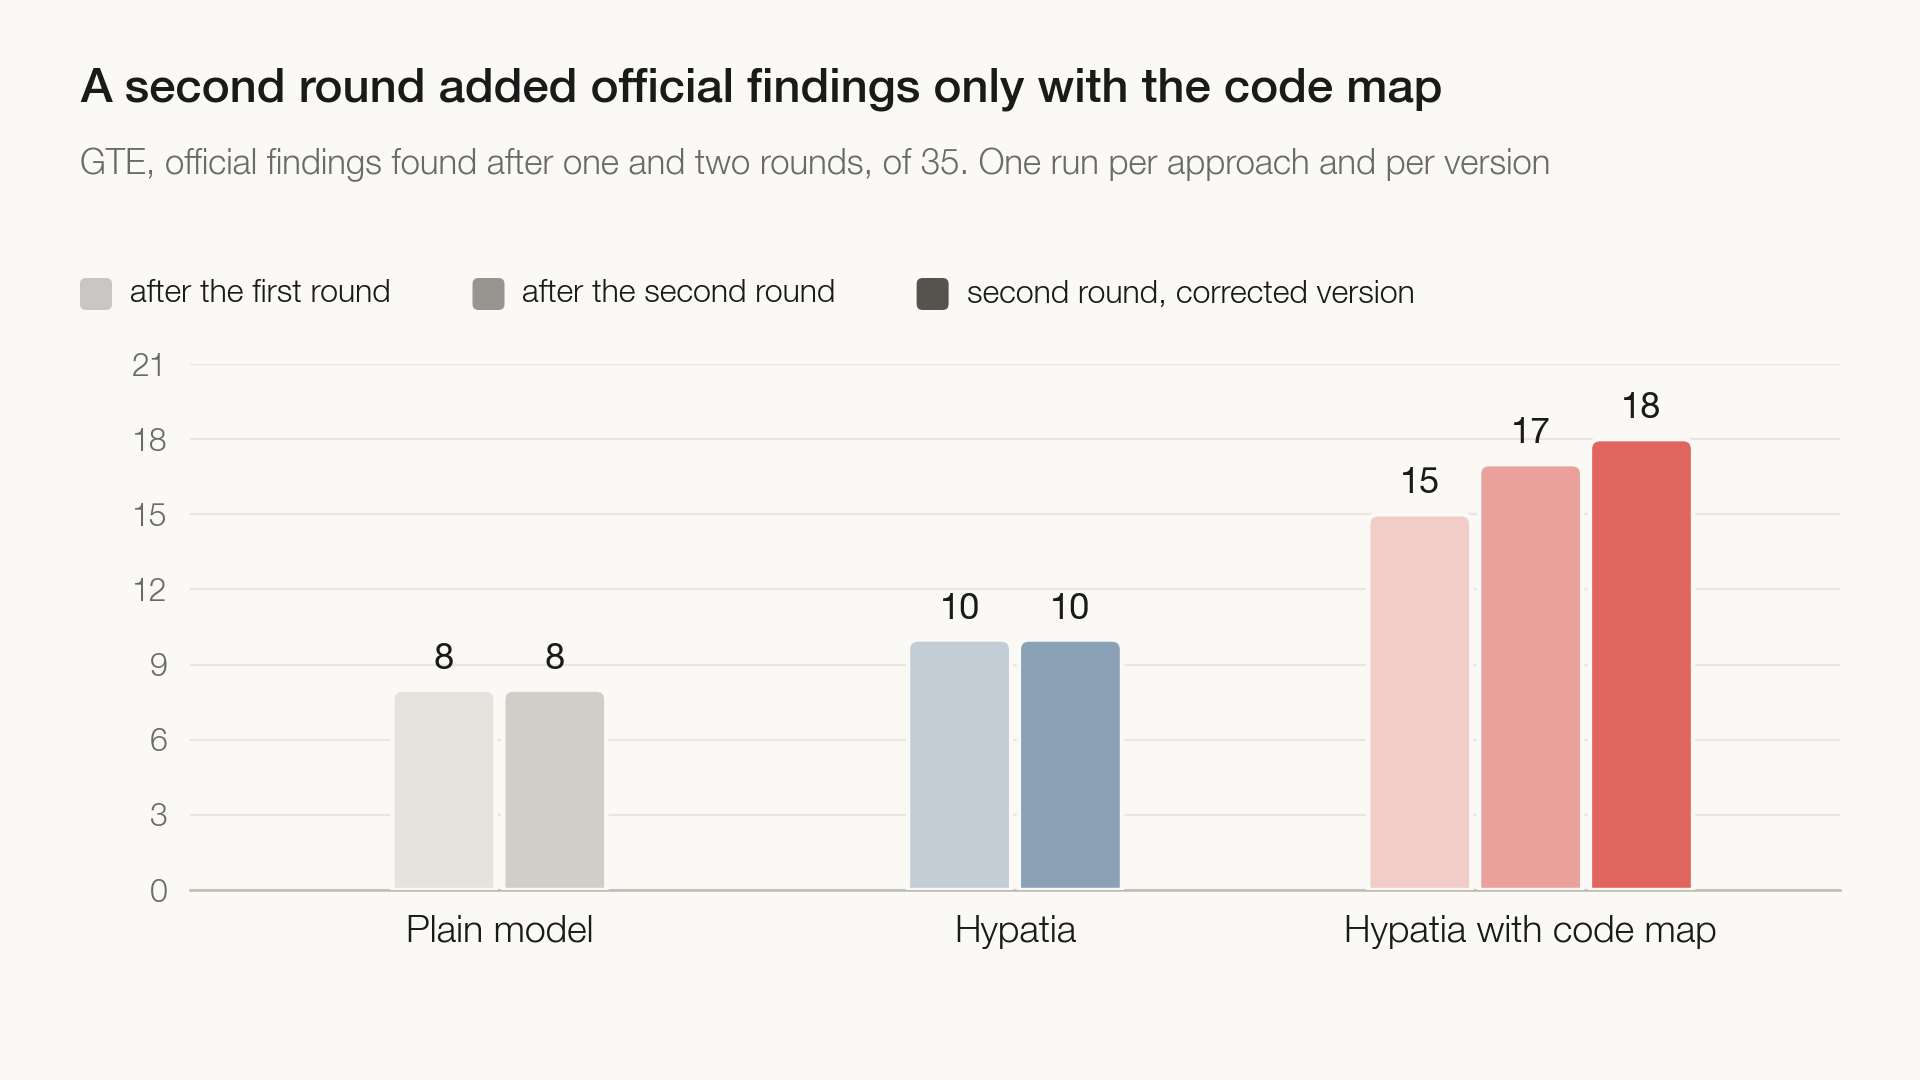 A second round added official findings only with the code map
GTE, official findings found after one and two rounds, of 35. One run per approach and per version
after the first round
after the second round
second round, corrected version
21
18
15
12
9
6
3
0
8
8
10
10
15
17
18
Plain model
Hypatia
Hypatia with code map